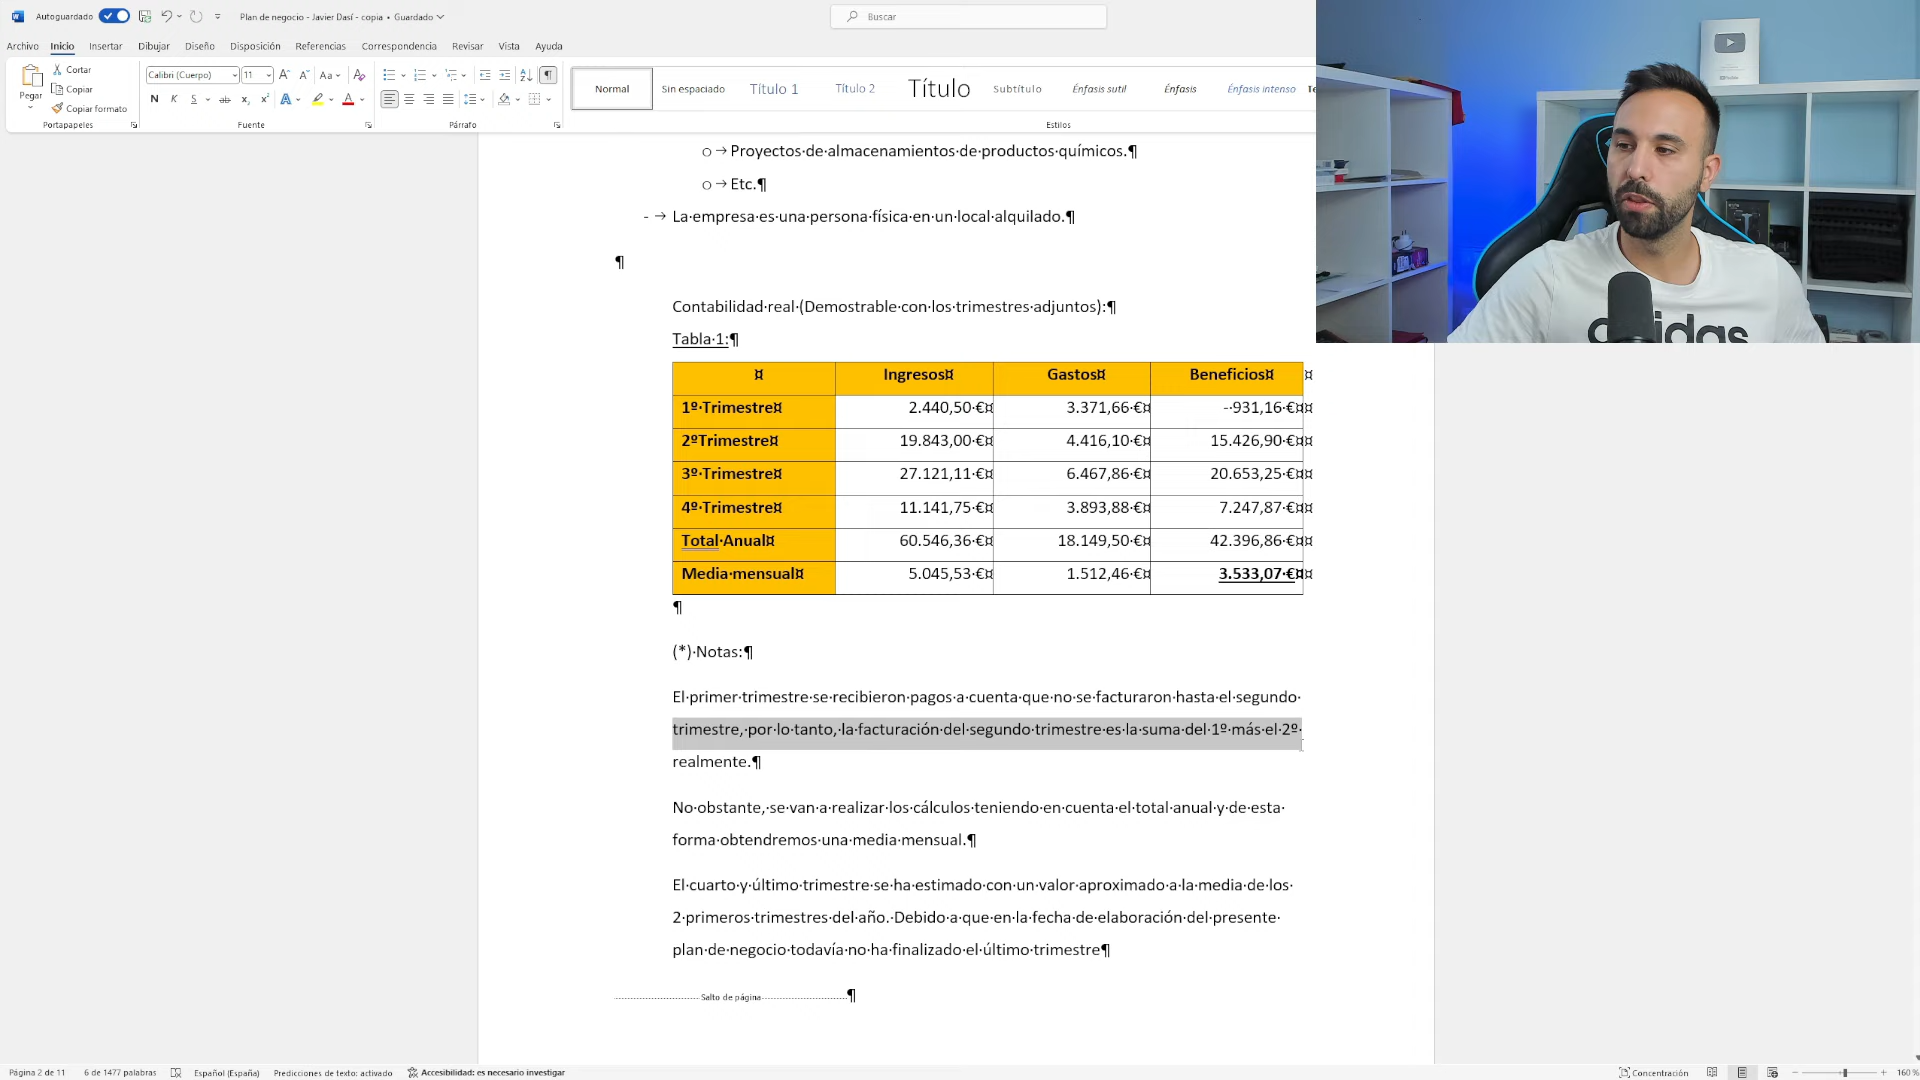 Autoguardado
Plan de negocio - Javier Dasí - copia • Guardado
Buscar
Archivo Inicio Insertar Dibujar Diseño Disposición Referencias Correspondencia Revisar Vista Ayuda
Pegar
Cortar
Copiar
Copiar formato
Portapapeles
Calibri (Cuerpo) 11
N K S ab x₂ x²
Fuente
Párrafo
Normal Sin espaciado Título 1 Título 2 Título Subtítulo Énfasis sutil Énfasis Énfasis intenso Te
Estilos
o → Proyectos·de·almacenamientos·de·productos·químicos.¶
o → Etc.¶
- → La·empresa·es·una·persona·física·en·un·local·alquilado.¶
¶
Contabilidad·real·(Demostrable·con·los·trimestres·adjuntos):¶
Tabla·1:¶
¤ Ingresos¤ Gastos¤ Beneficios¤ ¤
1º·Trimestre¤ 2.440,50·€¤ 3.371,66·€¤ -·931,16·€¤¤
2ºTrimestre¤ 19.843,00·€¤ 4.416,10·€¤ 15.426,90·€¤¤
3º·Trimestre¤ 27.121,11·€¤ 6.467,86·€¤ 20.653,25·€¤¤
4º·Trimestre¤ 11.141,75·€¤ 3.893,88·€¤ 7.247,87·€¤¤
Total·Anual¤ 60.546,36·€¤ 18.149,50·€¤ 42.396,86·€¤¤
Media·mensual¤ 5.045,53·€¤ 1.512,46·€¤ 3.533,07·€¤¤
¶
(*)·Notas:¶
El·primer·trimestre·se·recibieron·pagos·a·cuenta·que·no·se·facturaron·hasta·el·segundo·
trimestre,·por·lo·tanto,·la·facturación·del·segundo·trimestre·es·la·suma·del·1º·más·el·2º·
realmente.¶
No·obstante,·se·van·a·realizar·los·cálculos·teniendo·en·cuenta·el·total·anual·y·de·esta·
forma·obtendremos·una·media·mensual.¶
El·cuarto·y·último·trimestre·se·ha·estimado·con·un·valor·aproximado·a·la·media·de·los·
2·primeros·trimestres·del·año.·Debido·a·que·en·la·fecha·de·elaboración·del·presente·
plan·de·negocio·todavía·no·ha·finalizado·el·último·trimestre¶
Salto de página ¶
Página 2 de 11 6 de 1477 palabras Español (España) Predicciones de texto: activado Accesibilidad: es necesario investigar Concentración 160 %
adidas